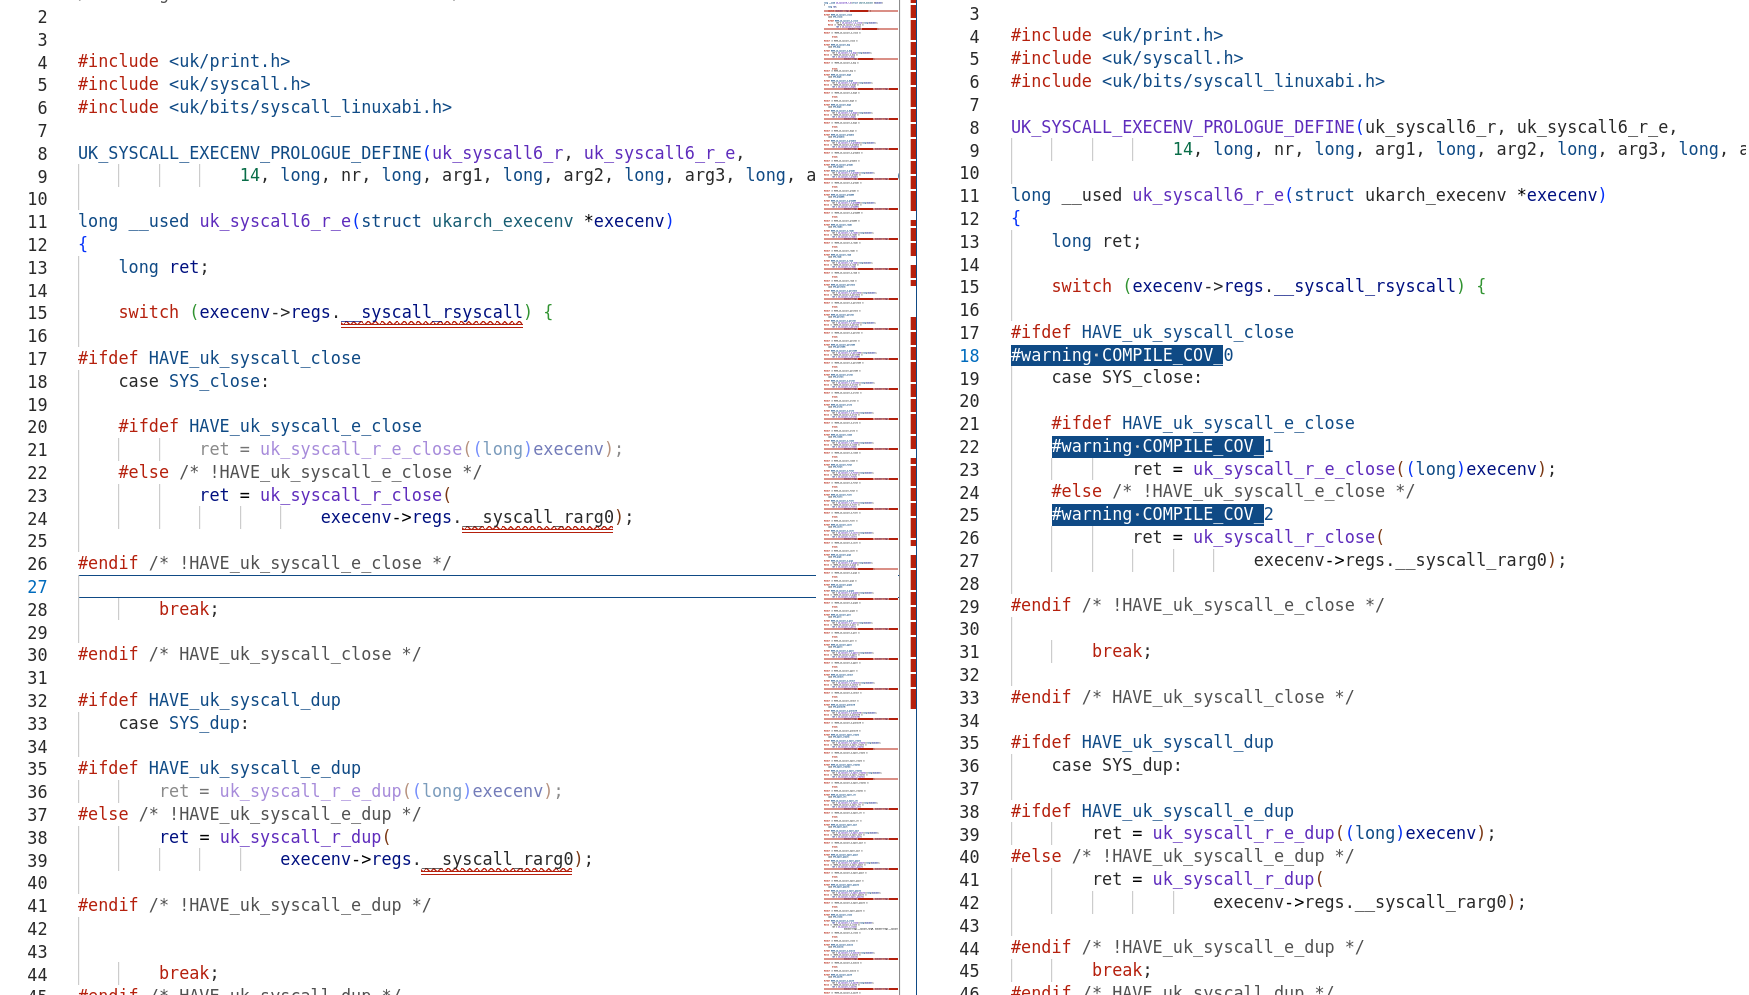 2
3
4 #include <uk/print.h>
5 #include <uk/syscall.h>
6 #include <uk/bits/syscall_linuxabi.h>
7
8 UK_SYSCALL_EXECENV_PROLOGUE_DEFINE(uk_syscall6_r, uk_syscall6_r_e,
9 14, long, nr, long, arg1, long, arg2, long, arg3, long, a
10
11 long __used uk_syscall6_r_e(struct ukarch_execenv *execenv)
12 {
13 long ret;
14
15 switch (execenv->regs.__syscall_rsyscall) {
16
17 #ifdef HAVE_uk_syscall_close
18 case SYS_close:
19
20 #ifdef HAVE_uk_syscall_e_close
21 ret = uk_syscall_r_e_close((long)execenv);
22 #else /* !HAVE_uk_syscall_e_close */
23 ret = uk_syscall_r_close(
24 execenv->regs.__syscall_rarg0);
25
26 #endif /* !HAVE_uk_syscall_e_close */
27
28 break;
29
30 #endif /* HAVE_uk_syscall_close */
31
32 #ifdef HAVE_uk_syscall_dup
33 case SYS_dup:
34
35 #ifdef HAVE_uk_syscall_e_dup
36 ret = uk_syscall_r_e_dup((long)execenv);
37 #else /* !HAVE_uk_syscall_e_dup */
38 ret = uk_syscall_r_dup(
39 execenv->regs.__syscall_rarg0);
40
41 #endif /* !HAVE_uk_syscall_e_dup */
42
43
44 break;
45 #endif /* HAVE_uk_syscall_dup */
3
4 #include <uk/print.h>
5 #include <uk/syscall.h>
6 #include <uk/bits/syscall_linuxabi.h>
7
8 UK_SYSCALL_EXECENV_PROLOGUE_DEFINE(uk_syscall6_r, uk_syscall6_r_e,
9 14, long, nr, long, arg1, long, arg2, long, arg3, long, a
10
11 long __used uk_syscall6_r_e(struct ukarch_execenv *execenv)
12 {
13 long ret;
14
15 switch (execenv->regs.__syscall_rsyscall) {
16
17 #ifdef HAVE_uk_syscall_close
18 #warning·COMPILE_COV_0
19 case SYS_close:
20
21 #ifdef HAVE_uk_syscall_e_close
22 #warning·COMPILE_COV_1
23 ret = uk_syscall_r_e_close((long)execenv);
24 #else /* !HAVE_uk_syscall_e_close */
25 #warning·COMPILE_COV_2
26 ret = uk_syscall_r_close(
27 execenv->regs.__syscall_rarg0);
28
29 #endif /* !HAVE_uk_syscall_e_close */
30
31 break;
32
33 #endif /* HAVE_uk_syscall_close */
34
35 #ifdef HAVE_uk_syscall_dup
36 case SYS_dup:
37
38 #ifdef HAVE_uk_syscall_e_dup
39 ret = uk_syscall_r_e_dup((long)execenv);
40 #else /* !HAVE_uk_syscall_e_dup */
41 ret = uk_syscall_r_dup(
42 execenv->regs.__syscall_rarg0);
43
44 #endif /* !HAVE_uk_syscall_e_dup */
45 break;
46 #endif /* HAVE_uk_syscall_dup */